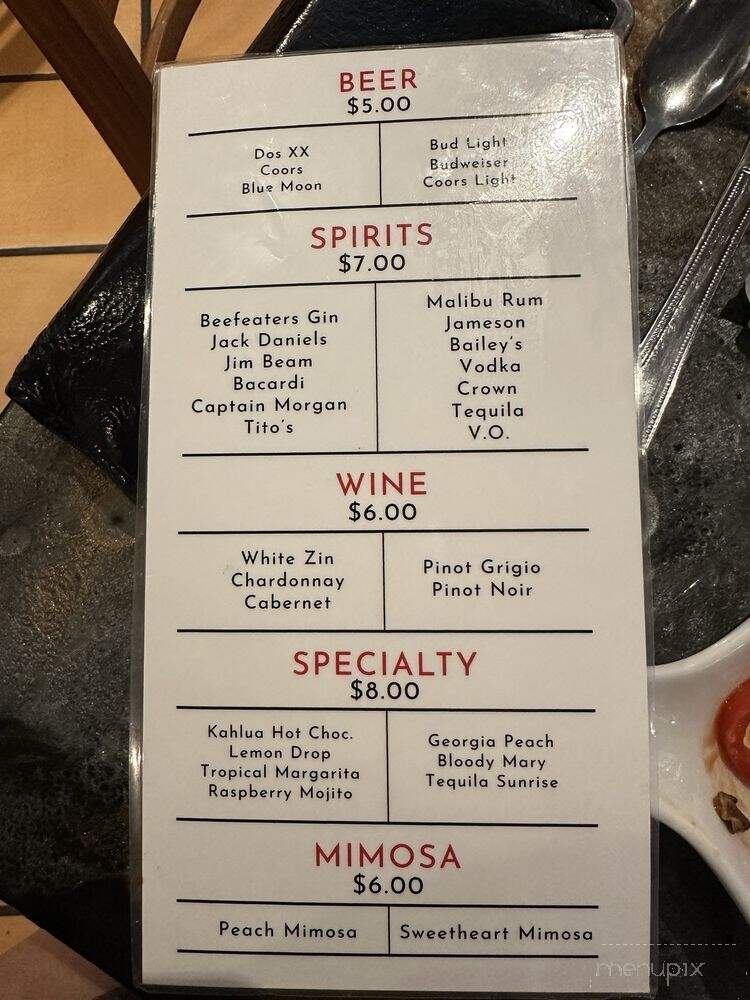 BEER
$5.00
Dos XX
Coors
Blue Moon
Bud Light
Budweiser
Coors Light
SPIRITS
$7.00
Beefeaters Gin
Jack Daniels
Jim Beam
Bacardi
Captain Morgan
Tito's
Malibu Rum
Jameson
Bailey's
Vodka
Crown
Tequila
V.O.
WINE
$6.00
White Zin
Chardonnay
Cabernet
Pinot Grigio
Pinot Noir
SPECIALTY
$8.00
Kahlua Hot Choc.
Lemon Drop
Tropical Margarita
Raspberry Mojito
Georgia Peach
Bloody Mary
Tequila Sunrise
MIMOSA
$6.00
Peach Mimosa
Sweetheart Mimosa
menupix